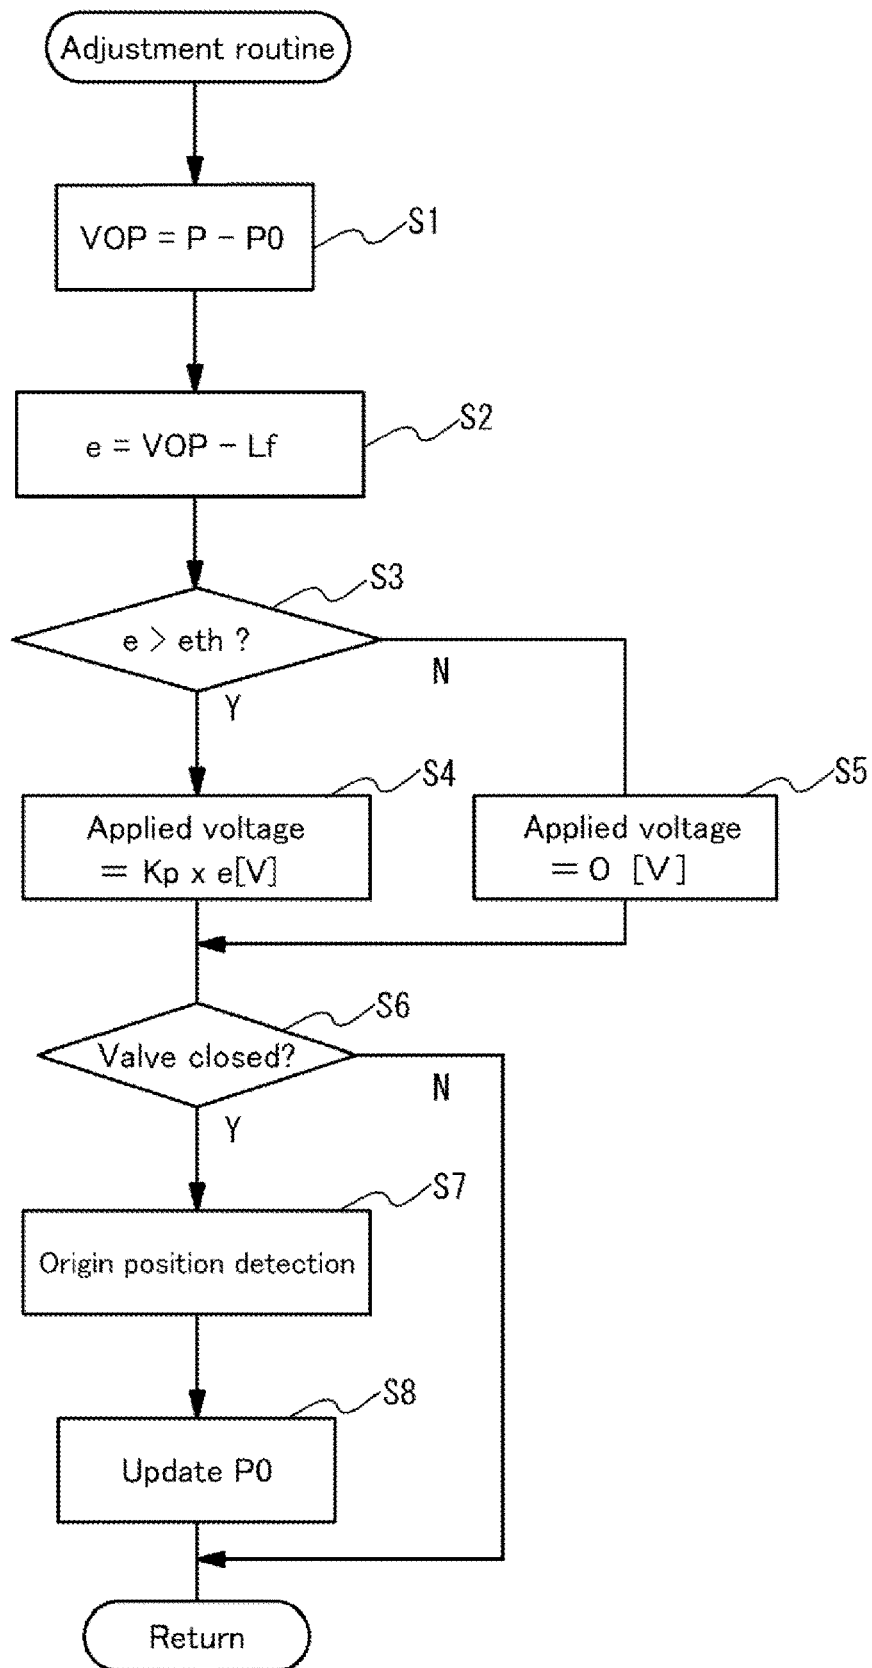 Adjustment routine
VOP = P - P0
S1
e = VOP - Lf
S2
S3
e > eth ?
N
Y
S4
Applied voltage
= Kp x e[V]
S5
Applied voltage
= 0 [V]
S6
Valve closed?
N
Y
S7
Origin position detection
S8
Update P0
Return